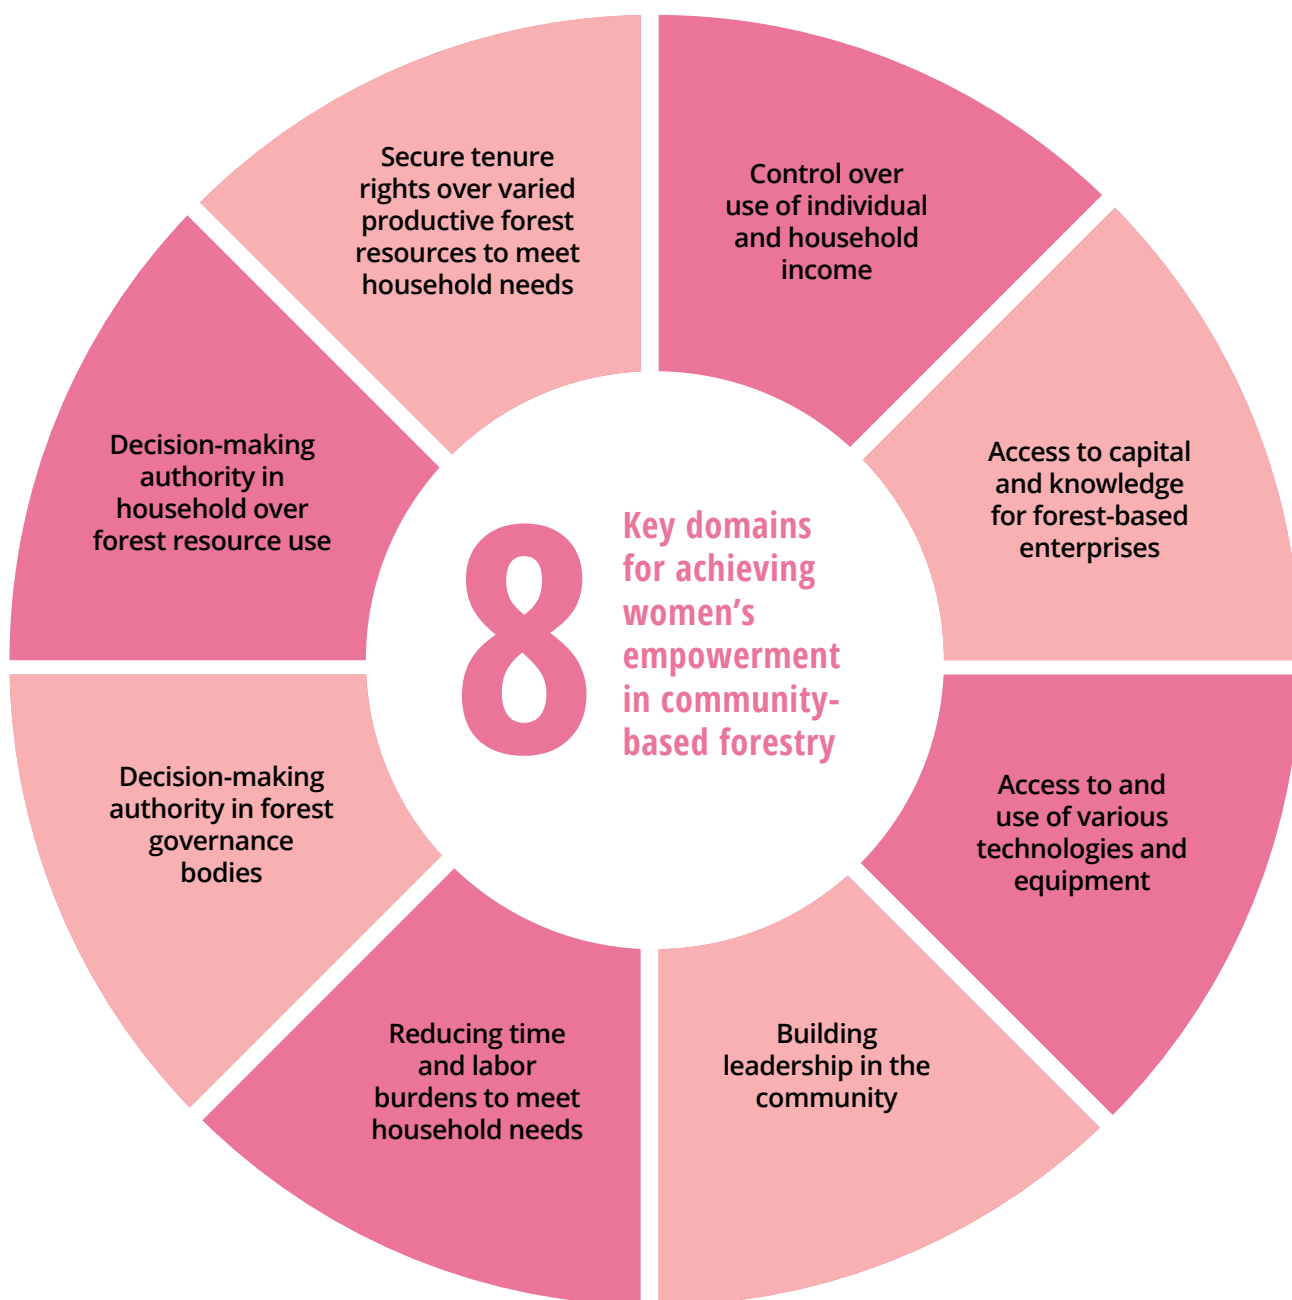 Secure tenure
rights over varied
productive forest
resources to meet
household needs
Control over
use of individual
and household
income
Access to capital
and knowledge
for forest-based
enterprises
Access to and
use of various
technologies and
equipment
Building
leadership in the
community
Reducing time
and labor
burdens to meet
household needs
Decision-making
authority in forest
governance
bodies
Decision-making
authority in
household over
forest resource use
8
Key domains
for achieving
women’s
empowerment
in community-
based forestry